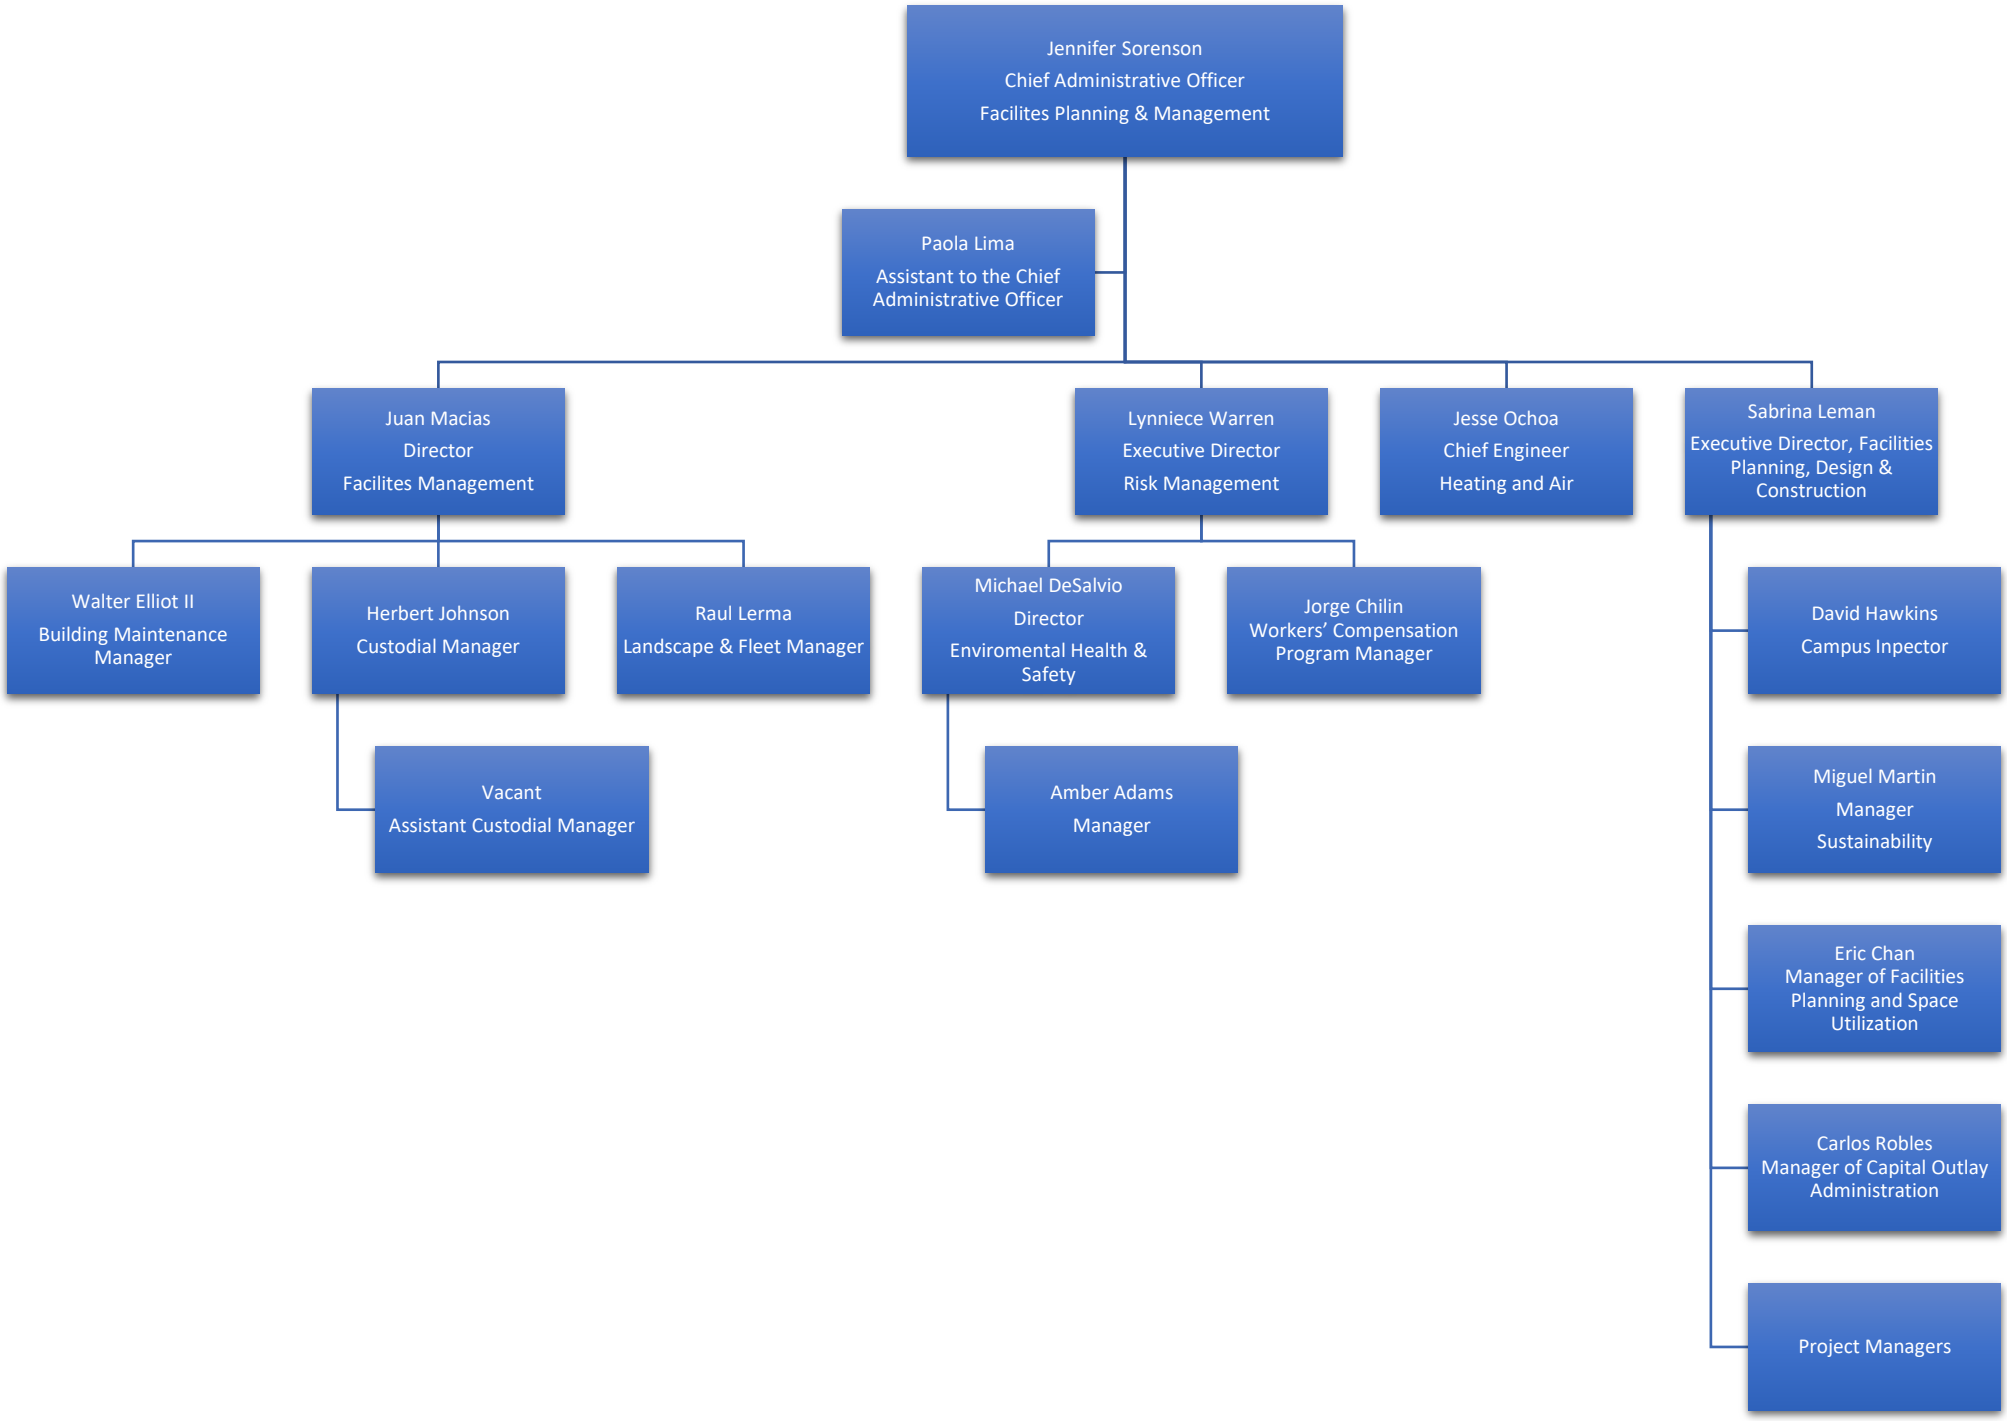 Jennifer Sorenson
Chief Administrative Officer
Facilites Planning & Management
Paola Lima
Assistant to the Chief
Administrative Officer
Juan Macias
Director
Facilites Management
Lynniece Warren
Executive Director
Risk Management
Jesse Ochoa
Chief Engineer
Heating and Air
Sabrina Leman
Executive Director, Facilities
Planning, Design &
Construction
Walter Elliot II
Building Maintenance
Manager
Herbert Johnson
Custodial Manager
Raul Lerma
Landscape & Fleet Manager
Michael DeSalvio
Director
Enviromental Health &
Safety
Jorge Chilin
Workers’ Compensation
Program Manager
David Hawkins
Campus Inpector
Vacant
Assistant Custodial Manager
Amber Adams
Manager
Miguel Martin
Manager
Sustainability
Eric Chan
Manager of Facilities
Planning and Space
Utilization
Carlos Robles
Manager of Capital Outlay
Administration
Project Managers